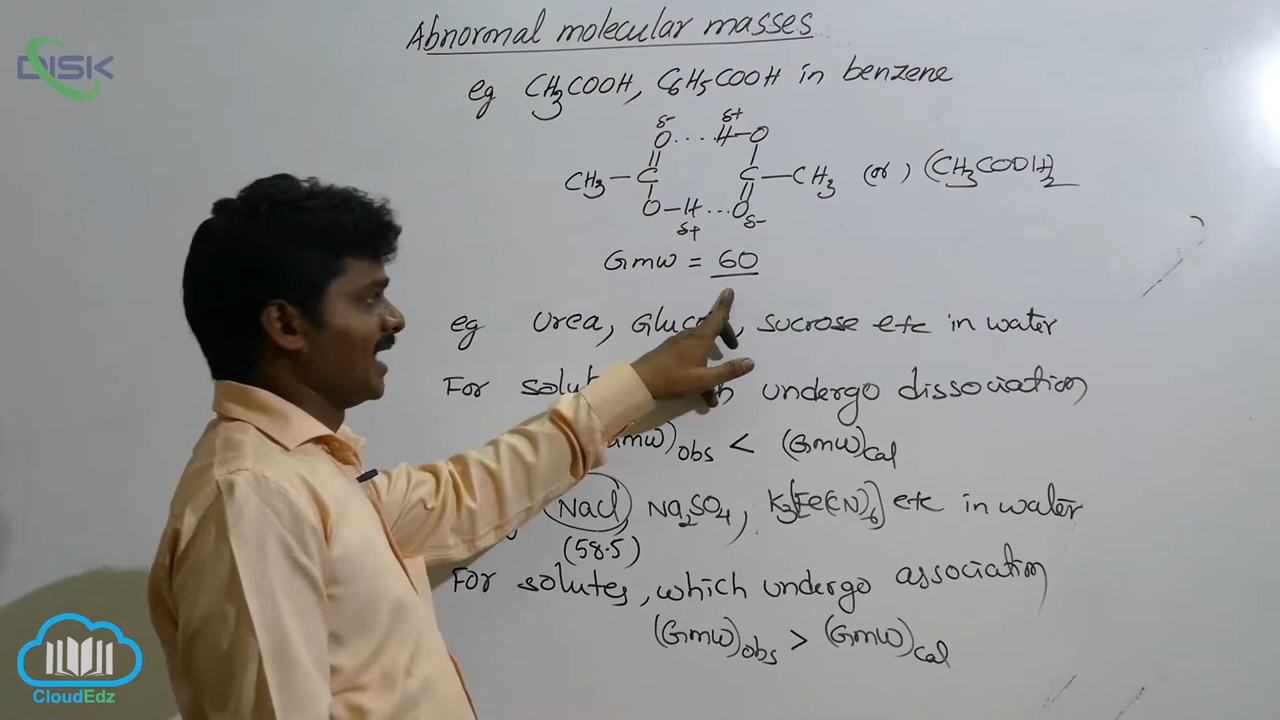 DISK
Abnormal molecular masses
eg CH3COOH, C6H5COOH in benzene
δ- δ+
O....H-O
CH3-C C-CH3 (or) (CH3COOH)2
O-H...O
δ+ δ-
Gmw = 60
eg Urea, sucrose etc in water
For undergo dissociation
Gmw)obs < (Gmw)cal
NaCl, Na2SO4, K3[Fe(CN)6] etc in water
(58.5)
For solutes, which undergo association
(Gmw)obs > (Gmw)cal
CloudEdz